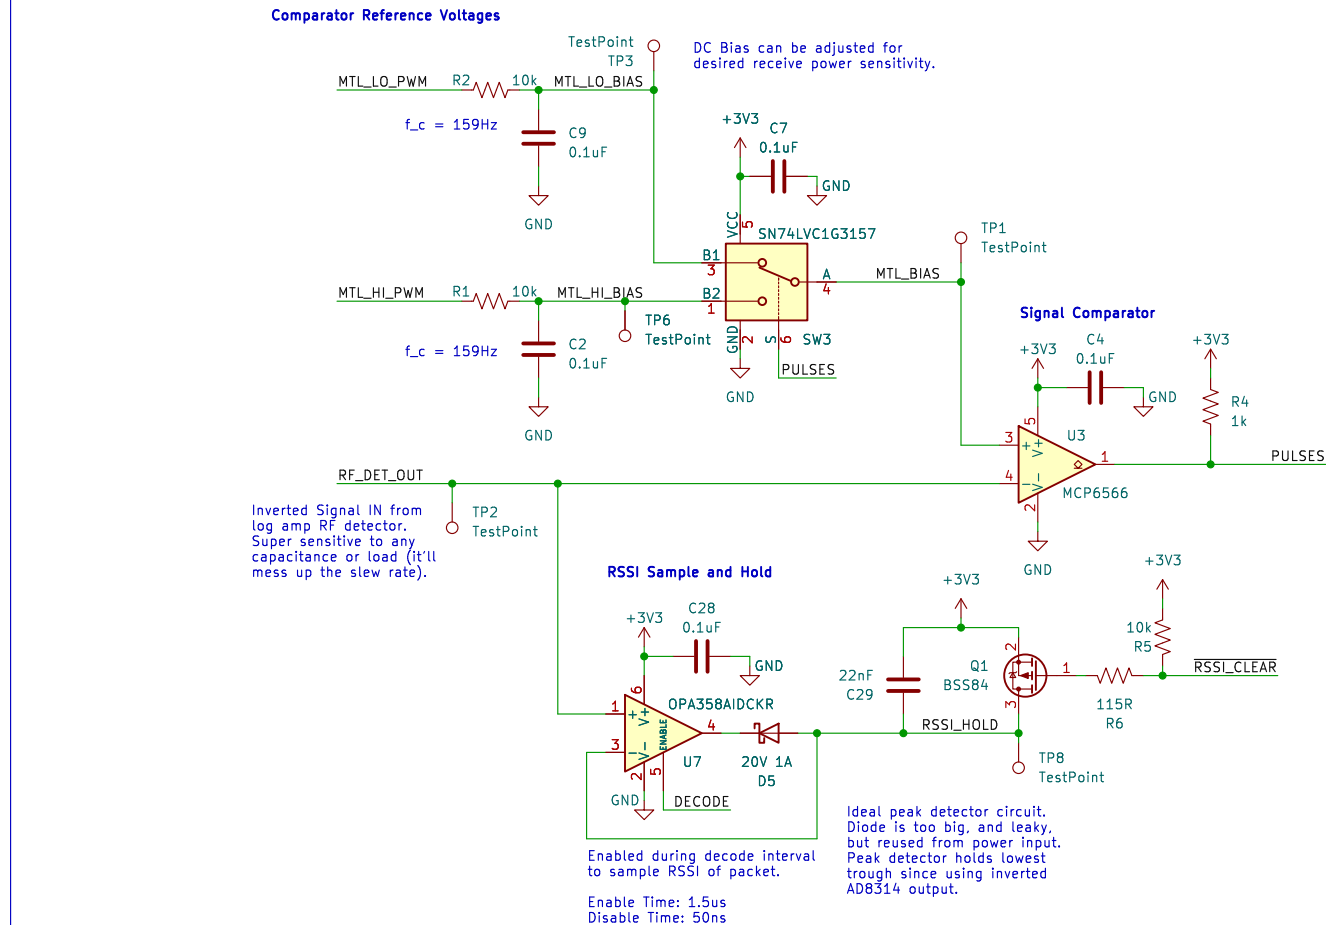 Comparator Reference Voltages
TestPoint
TP3
DC Bias can be adjusted for
desired receive power sensitivity.
MTL_LO_PWM
R2
10k
MTL_LO_BIAS
f_c = 159Hz
C9
0.1uF
GND
+3V3
C7
0.1uF
GND
VCC
5
SN74LVC1G3157
B1
3
A
4
MTL_BIAS
TP1
TestPoint
MTL_HI_PWM
R1
10k
MTL_HI_BIAS
B2
1
TP6
TestPoint
GND
2
S
6
SW3
PULSES
GND
f_c = 159Hz
C2
0.1uF
GND
Signal Comparator
+3V3
C4
0.1uF
GND
+3V3
R4
1k
5
U3
3
+
V+
1
PULSES
4
V-
MCP6566
2
GND
RF_DET_OUT
TP2
TestPoint
Inverted Signal IN from
log amp RF detector.
Super sensitive to any
capacitance or load (it'll
mess up the slew rate).
RSSI Sample and Hold
+3V3
C28
0.1uF
GND
6
OPA358AIDCKR
1
+
V+
ENABLE
4
3
V-
2
5
U7
GND
DECODE
20V 1A
D5
+3V3
22nF
C29
RSSI_HOLD
2
Q1
BSS84
1
3
+3V3
10k
R5
RSSI_CLEAR
115R
R6
TP8
TestPoint
Enabled during decode interval
to sample RSSI of packet.
Enable Time: 1.5us
Disable Time: 50ns
Ideal peak detector circuit.
Diode is too big, and leaky,
but reused from power input.
Peak detector holds lowest
trough since using inverted
AD8314 output.